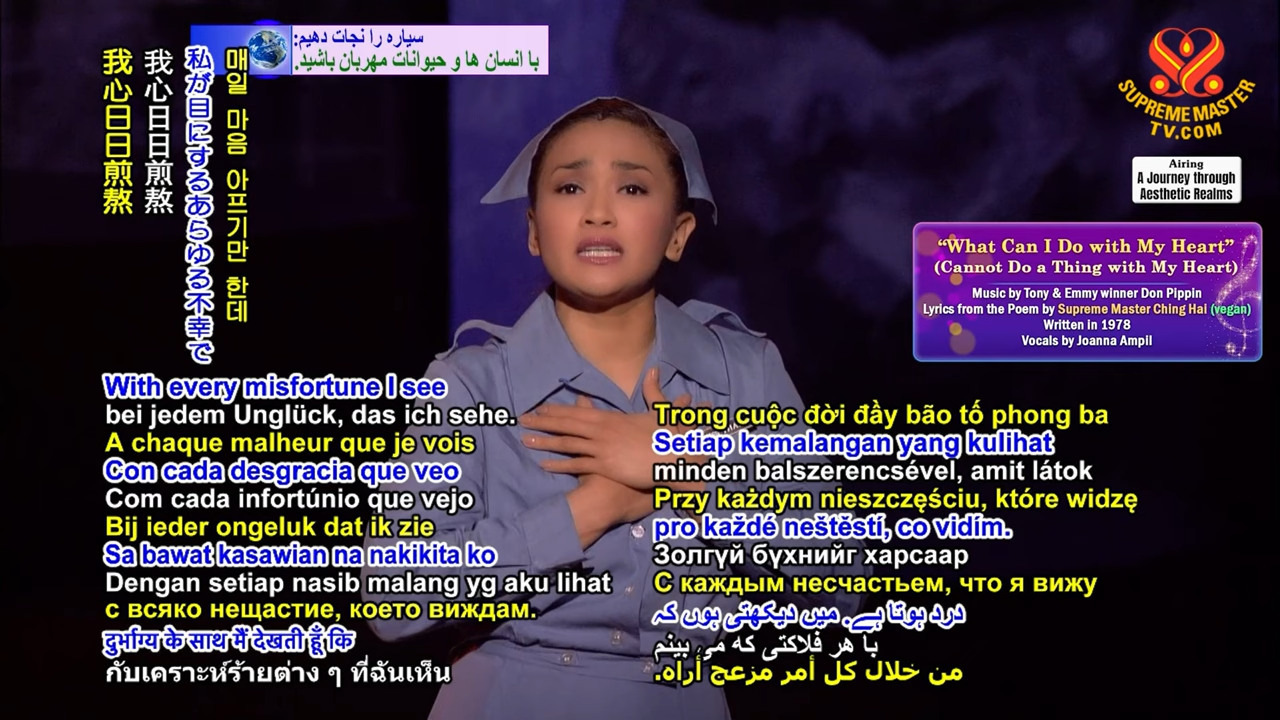 سیاره را نجات دهیم:
با انسان ها و حیوانات مهربان باشید.
SUPREME MASTER
TV.COM
Airing
A Journey through
Aesthetic Realms
“What Can I Do with My Heart”
(Cannot Do a Thing with My Heart)
Music by Tony & Emmy winner Don Pippin
Lyrics from the Poem by Supreme Master Ching Hai (vegan)
Written in 1978
Vocals by Joanna Ampil
매일 마음 아프기만 한데
私が目にするあらゆる不幸で
我心日日煎熬
我心日日煎熬
With every misfortune I see
bei jedem Unglück, das ich sehe.
A chaque malheur que je vois
Con cada desgracia que veo
Com cada infortúnio que vejo
Bij ieder ongeluk dat ik zie
Sa bawat kasawian na nakikita ko
Dengan setiap nasib malang yg aku lihat
с всяко нещастие, което виждам.
दुर्भाग्य के साथ मैं देखती हूँ कि
กับเคราะห์ร้ายต่าง ๆ ที่ฉันเห็น
Trong cuộc đời đầy bão tố phong ba
Setiap kemalangan yang kulihat
minden balszerencsével, amit látok
Przy każdym nieszczęściu, które widzę
pro každé neštěstí, co vidím.
Золгүй бүхнийг харсаар
С каждым несчастьем, что я вижу
درد ہوتا ہے. میں دیکھتی ہوں کہ
با هر فلاکتی که می بینم
من خلال كل أمر مزعج أراه.